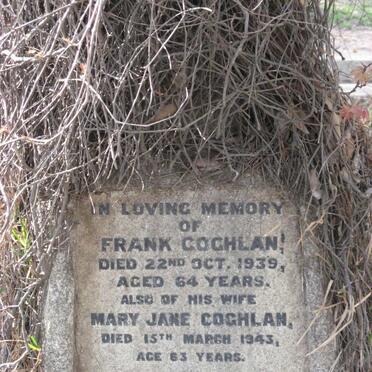 IN LOVING MEMORY
OF
FRANK COGHLAN,
DIED 22ND OCT. 1939,
AGED 64 YEARS.
ALSO OF HIS WIFE
MARY JANE COGHLAN,
DIED 15TH MARCH 1943,
AGE 63 YEARS.